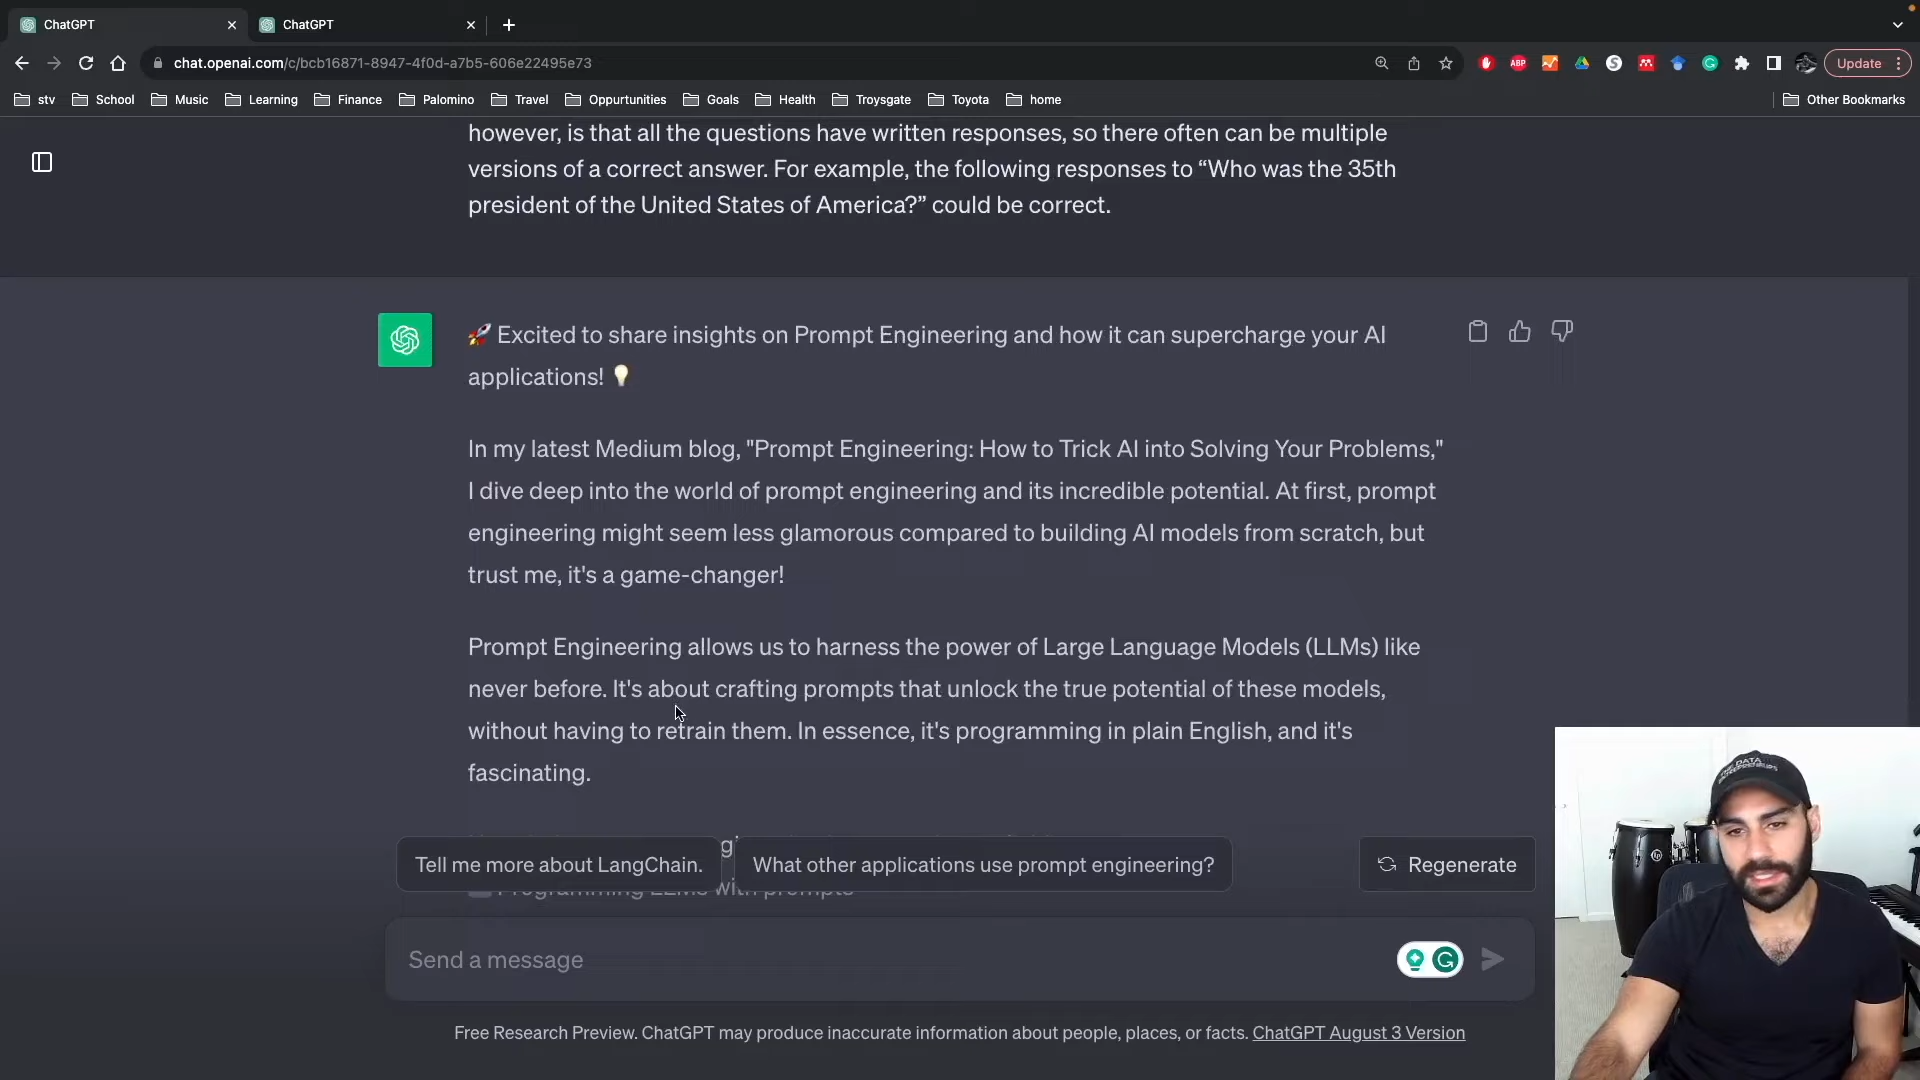 ChatGPT
ChatGPT
chat.openai.com/c/bcb16871-8947-4f0d-a7b5-606e22495e73
ABP
Update
stv
School
Music
Learning
Finance
Palomino
Travel
Oppurtunities
Goals
Health
Troysgate
Toyota
home
Other Bookmarks
however, is that all the questions have written responses, so there often can be multiple
versions of a correct answer. For example, the following responses to “Who was the 35th
president of the United States of America?” could be correct.
🚀 Excited to share insights on Prompt Engineering and how it can supercharge your AI
applications! 💡
In my latest Medium blog, "Prompt Engineering: How to Trick AI into Solving Your Problems,"
I dive deep into the world of prompt engineering and its incredible potential. At first, prompt
engineering might seem less glamorous compared to building AI models from scratch, but
trust me, it's a game-changer!
Prompt Engineering allows us to harness the power of Large Language Models (LLMs) like
never before. It's about crafting prompts that unlock the true potential of these models,
without having to retrain them. In essence, it's programming in plain English, and it's
fascinating.
Tell me more about LangChain.
What other applications use prompt engineering?
Regenerate
Programming LLMs with prompts
Send a message
Free Research Preview. ChatGPT may produce inaccurate information about people, places, or facts. ChatGPT August 3 Version
THE DATA
ENTREPRENEURS